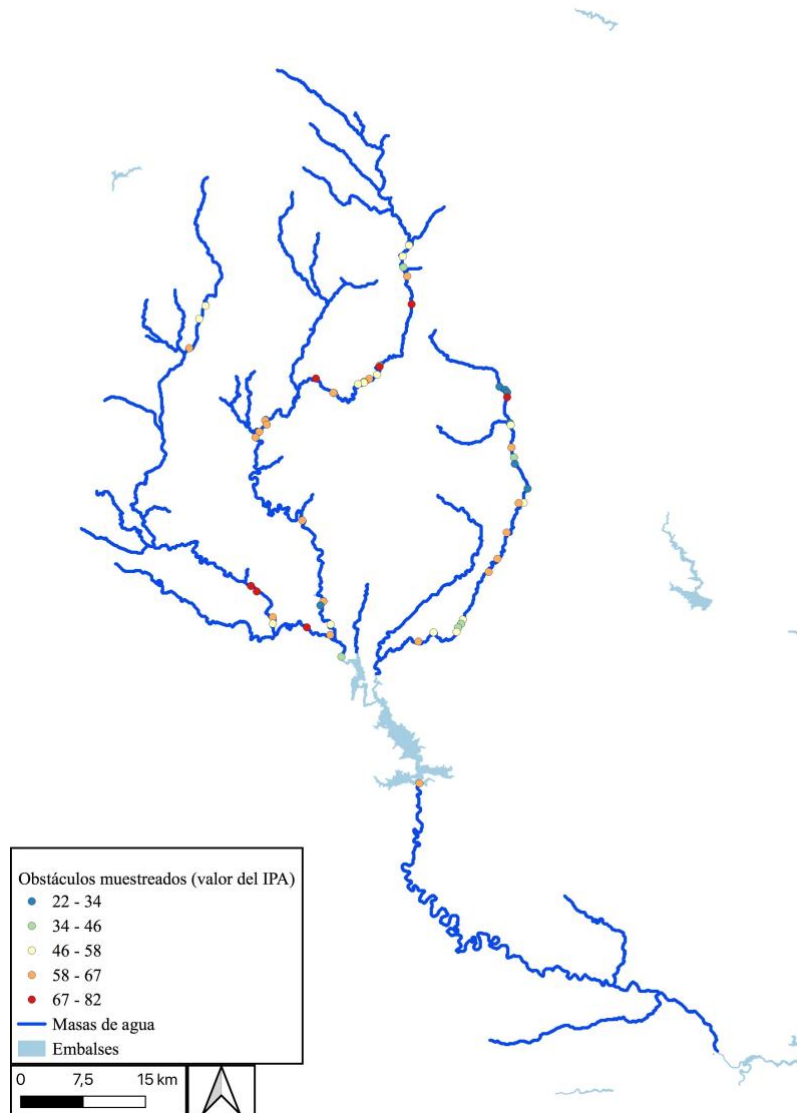 Obstáculos muestreados (valor del IPA)
22 - 34
34 - 46
46 - 58
58 - 67
67 - 82
Masas de agua
Embalses
0 7,5 15 km